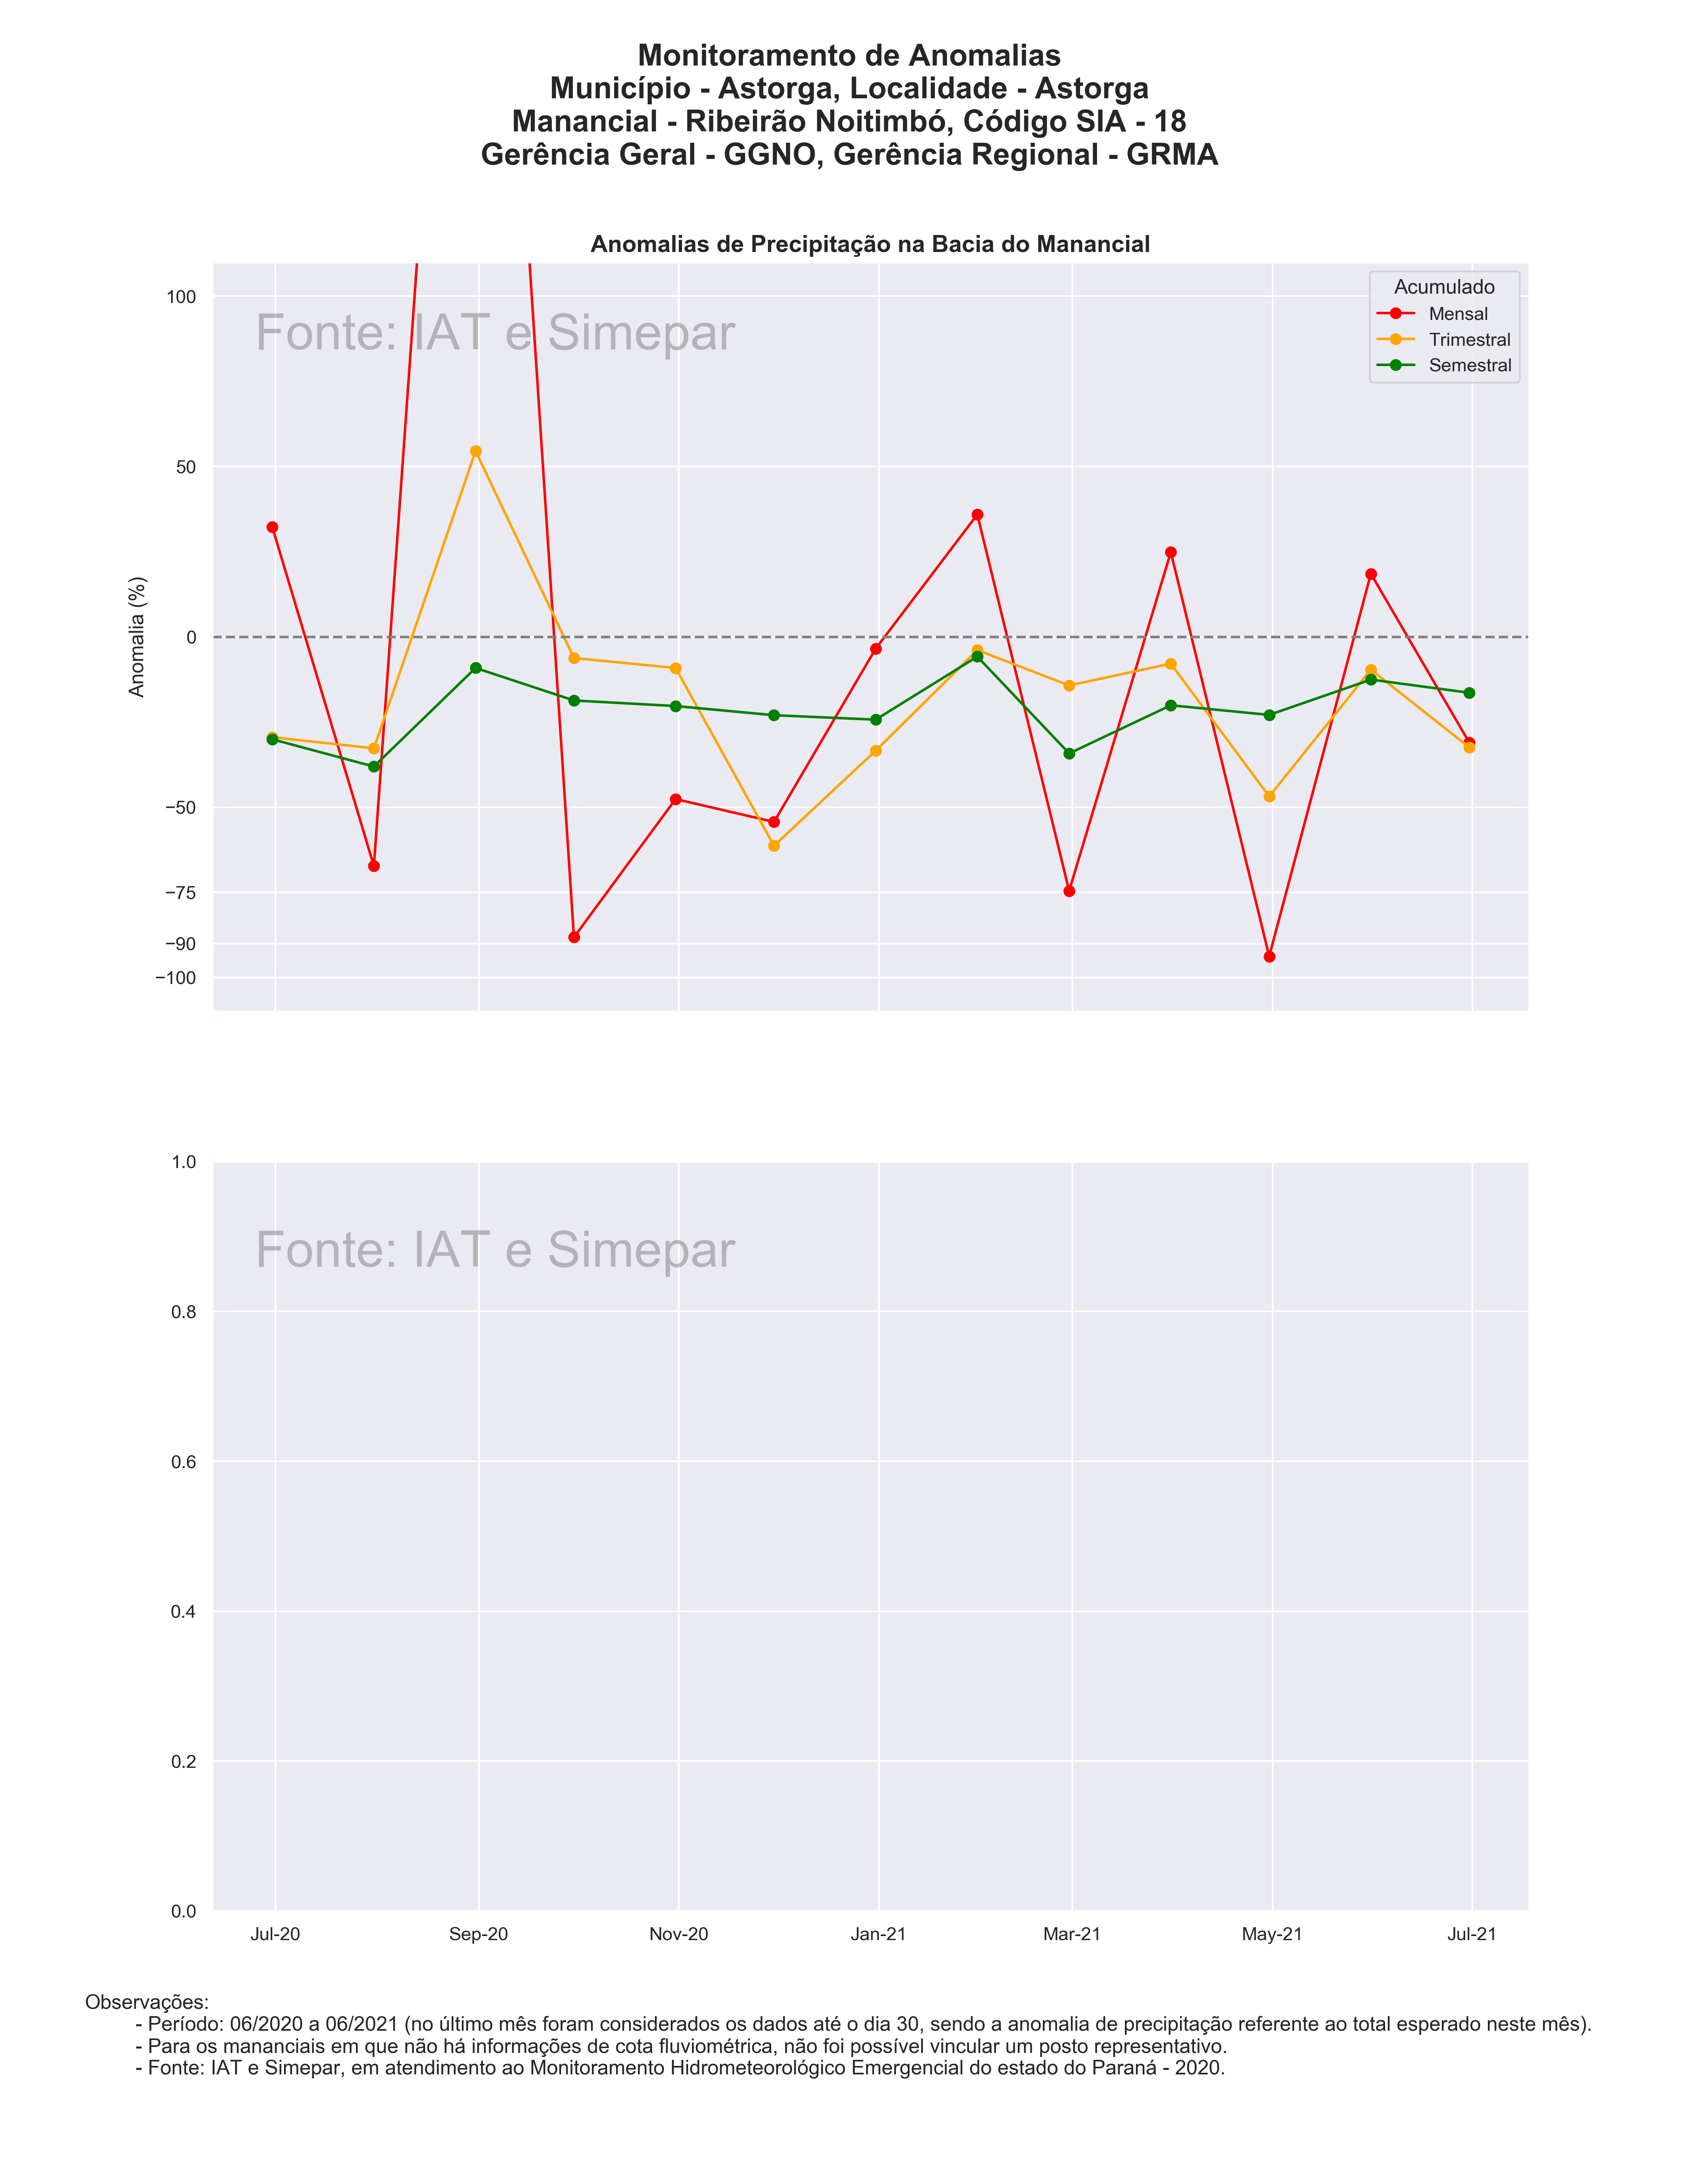 Monitoramento de Anomalias
Município - Astorga, Localidade - Astorga
Manancial - Ribeirão Noitimbó, Código SIA - 18
Gerência Geral - GGNO, Gerência Regional - GRMA
Anomalias de Precipitação na Bacia do Manancial
Fonte: IAT e Simepar
Acumulado
Mensal
Trimestral
Semestral
Anomalia (%)
100
50
0
−50
−75
−90
−100
Fonte: IAT e Simepar
1.0
0.8
0.6
0.4
0.2
0.0
Jul-20 Sep-20 Nov-20 Jan-21 Mar-21 May-21 Jul-21
Observações:
- Período: 06/2020 a 06/2021 (no último mês foram considerados os dados até o dia 30, sendo a anomalia de precipitação referente ao total esperado neste mês).
- Para os mananciais em que não há informações de cota fluviométrica, não foi possível vincular um posto representativo.
- Fonte: IAT e Simepar, em atendimento ao Monitoramento Hidrometeorológico Emergencial do estado do Paraná - 2020.